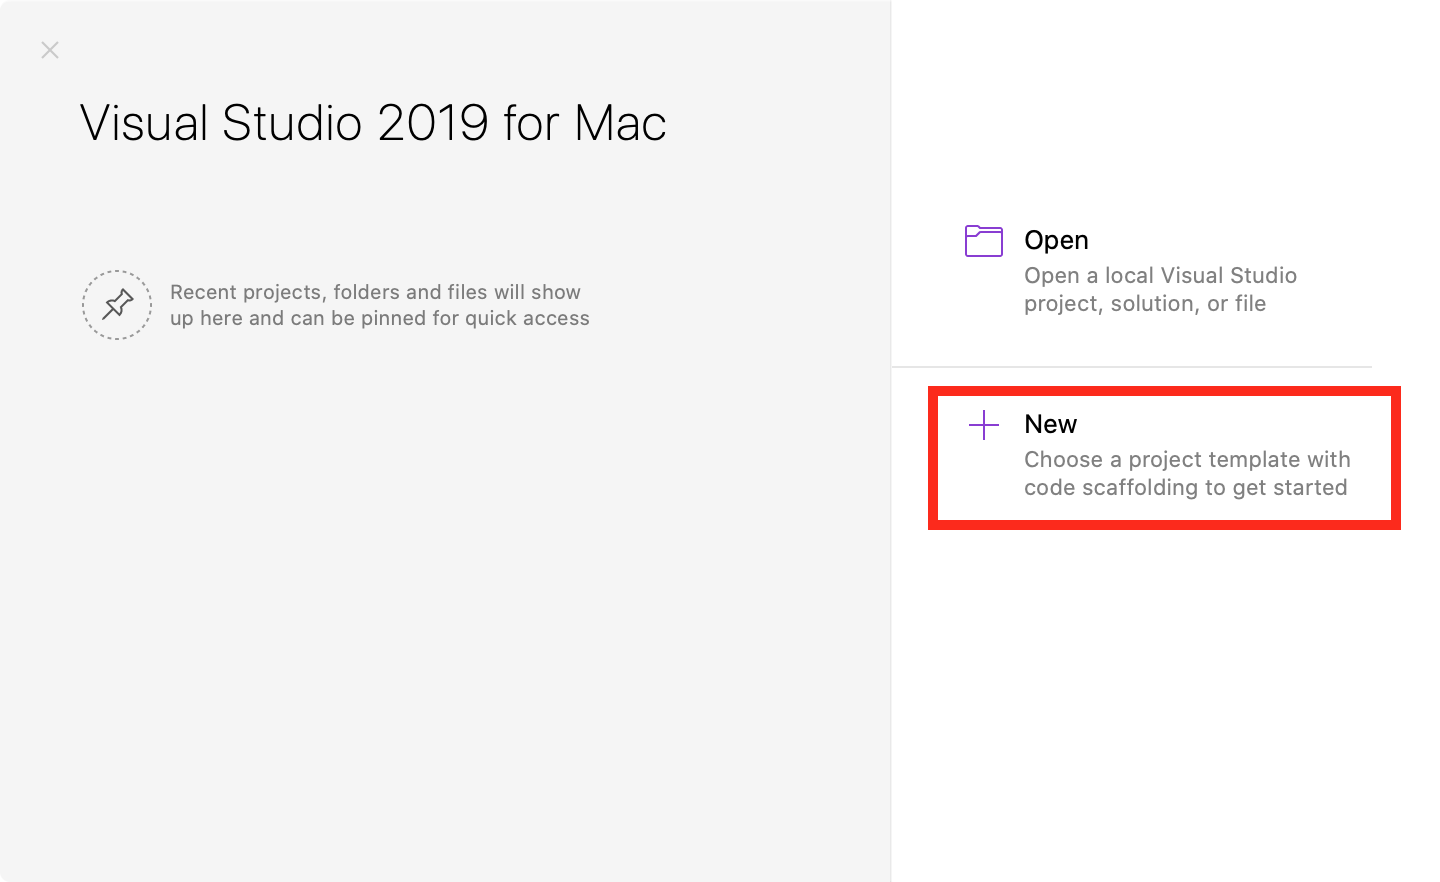 Visual Studio 2019 for Mac
Recent projects, folders and files will show
up here and can be pinned for quick access
Open
Open a local Visual Studio
project, solution, or file
New
Choose a project template with
code scaffolding to get started